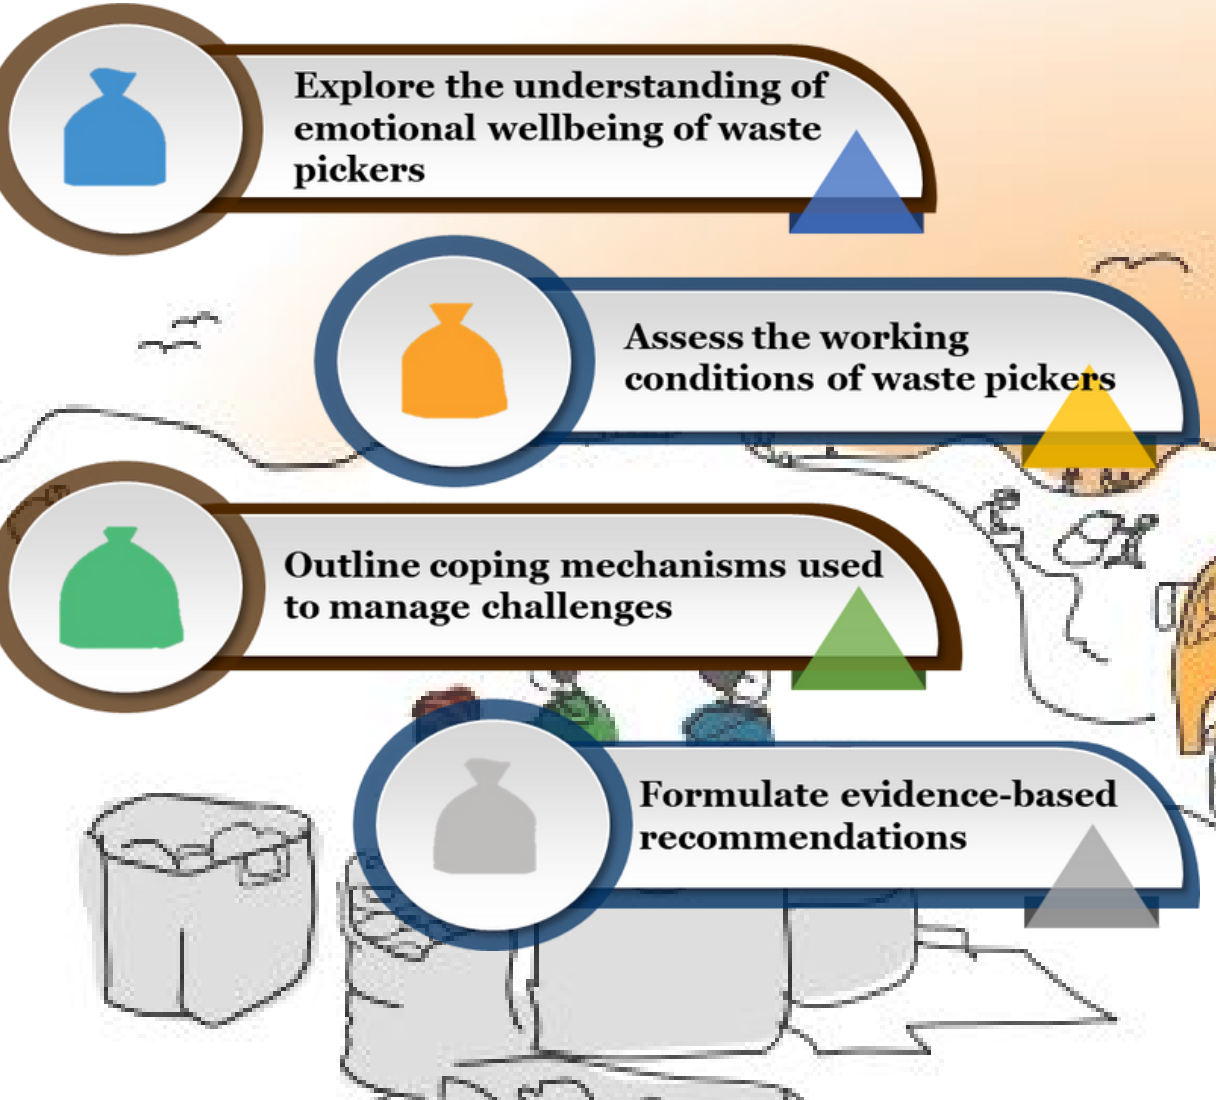 Explore the understanding of
emotional wellbeing of waste
pickers
Assess the working
conditions of waste pickers
Outline coping mechanisms used
to manage challenges
Formulate evidence-based
recommendations